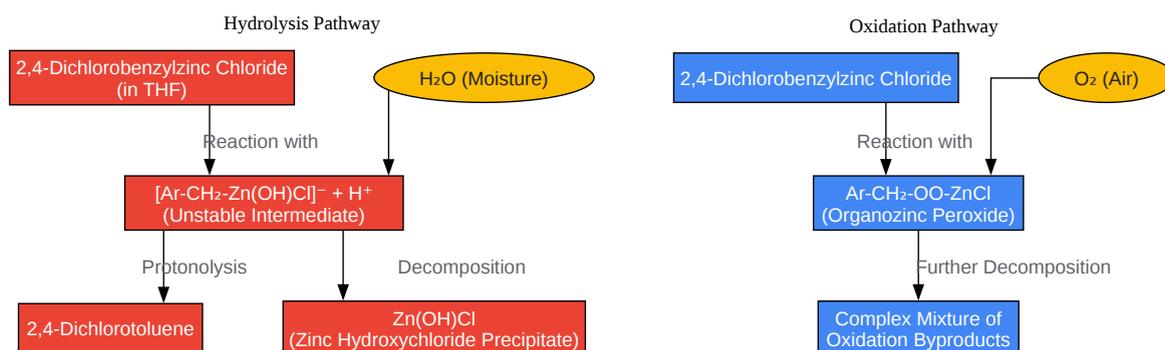 Hydrolysis Pathway
2,4-Dichlorobenzylzinc Chloride
(in THF)
H₂O (Moisture)
Reaction with
[Ar-CH₂-Zn(OH)Cl]⁻ + H⁺
(Unstable Intermediate)
Protonolysis
Decomposition
2,4-Dichlorotoluene
Zn(OH)Cl
(Zinc Hydroxychloride Precipitate)
Oxidation Pathway
2,4-Dichlorobenzylzinc Chloride
O₂ (Air)
Reaction with
Ar-CH₂-OO-ZnCl
(Organozinc Peroxide)
Further Decomposition
Complex Mixture of
Oxidation Byproducts